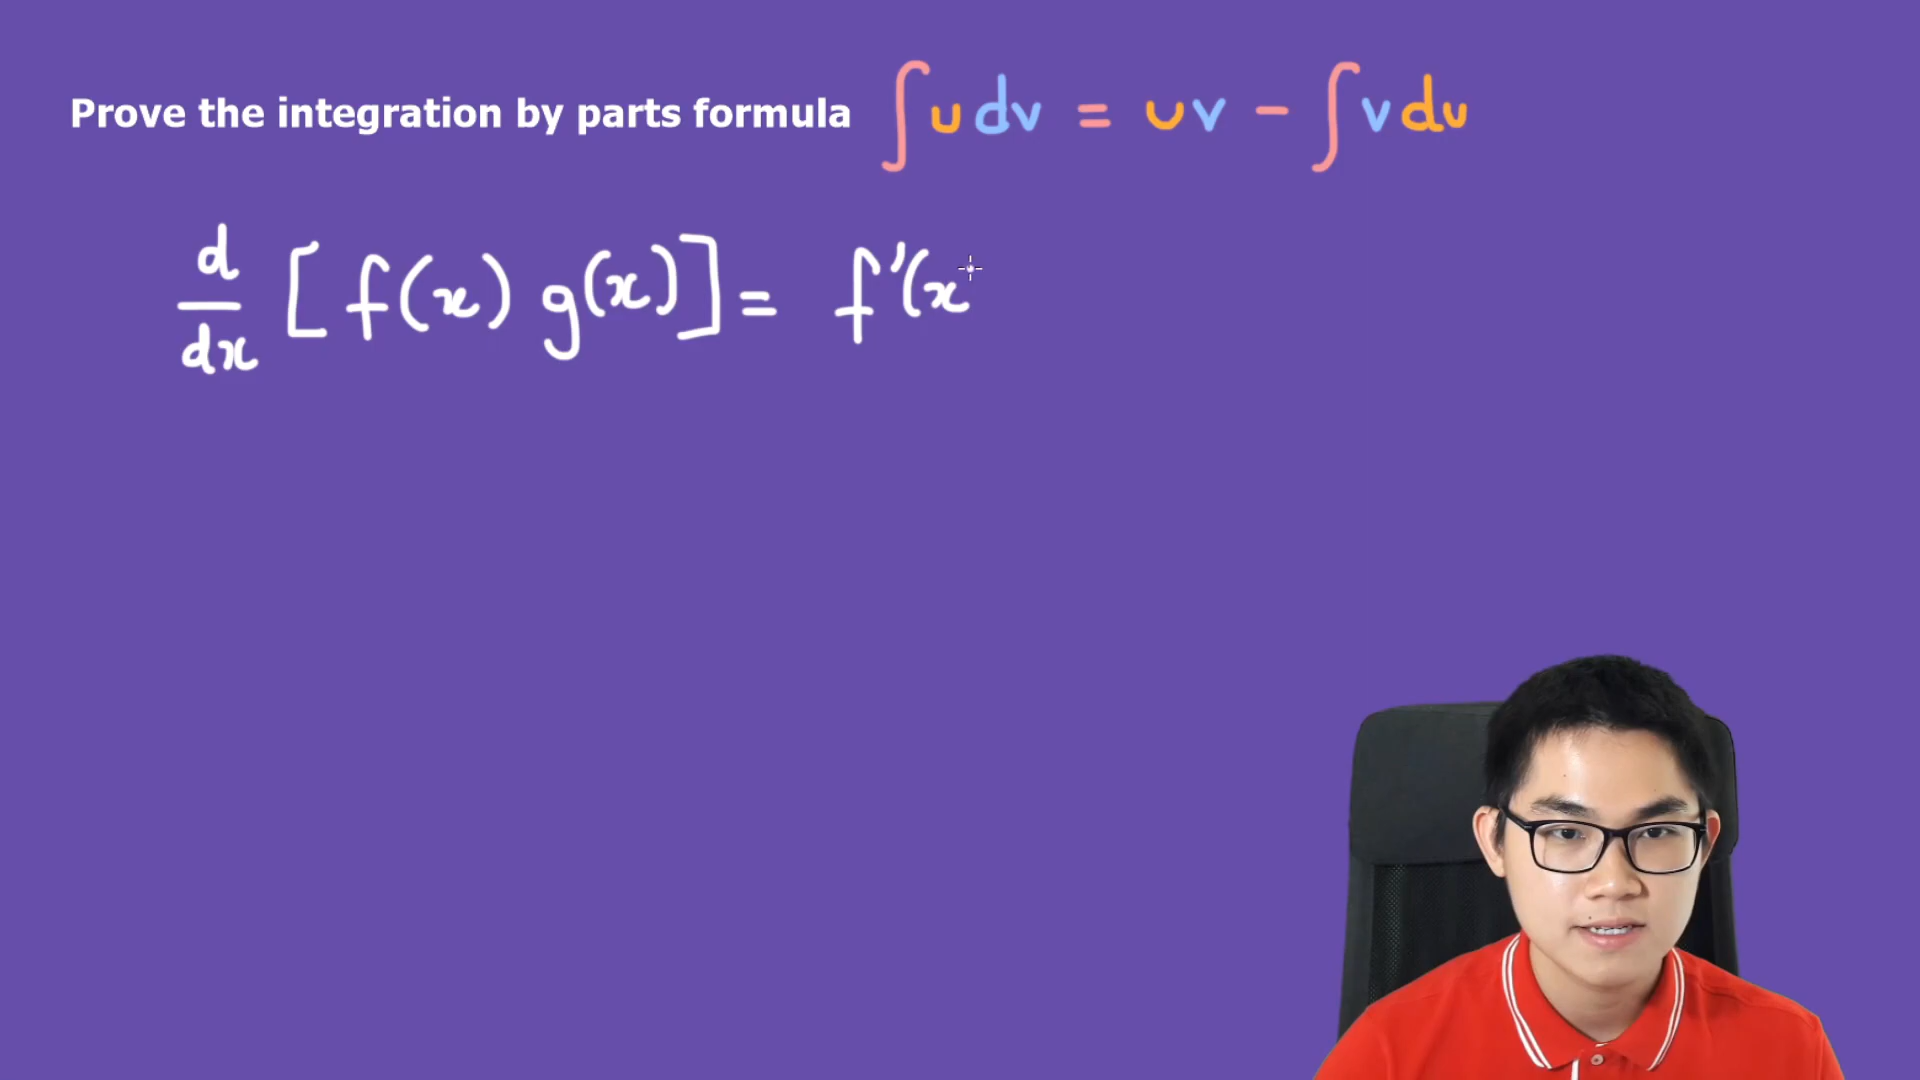 Prove the integration by parts formula ∫ u dv = uv - ∫ v du
d/dx [ f(x) g(x) ] = f'(x